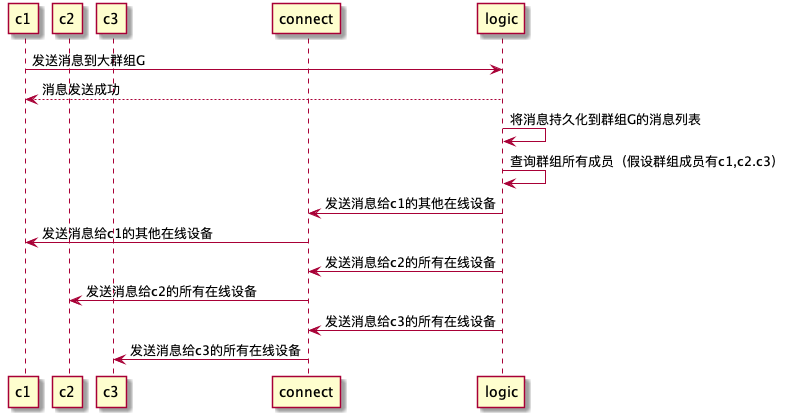 c1 c2 c3 connect logic
发送消息到大群组G
消息发送成功
将消息持久化到群组G的消息列表
查询群组所有成员（假设群组成员有c1,c2.c3）
发送消息给c1的其他在线设备
发送消息给c1的其他在线设备
发送消息给c2的所有在线设备
发送消息给c2的所有在线设备
发送消息给c3的所有在线设备
发送消息给c3的所有在线设备
c1 c2 c3 connect logic